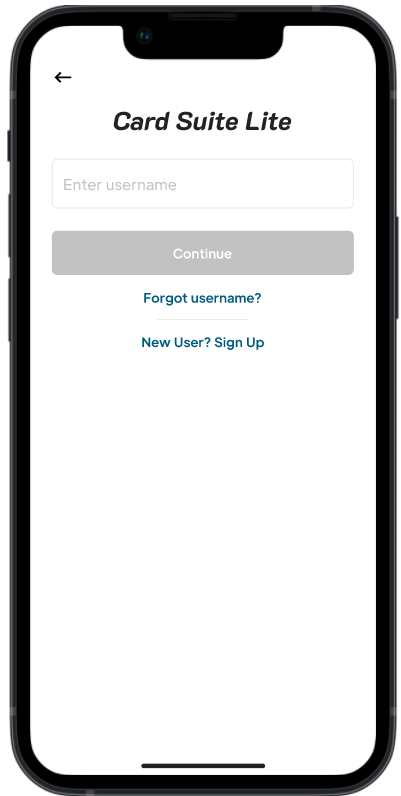 Card Suite Lite
Enter username
Continue
Forgot username?
New User? Sign Up